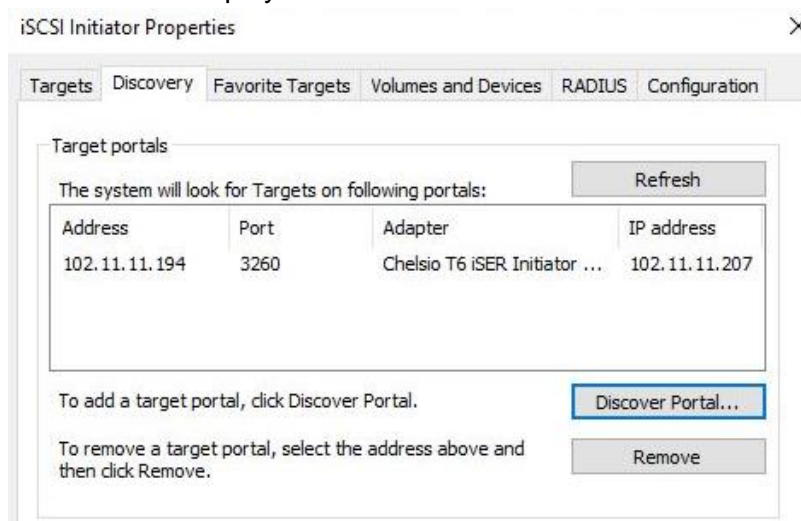 iSCSI Initiator Properties
Targets Discovery Favorite Targets Volumes and Devices RADIUS Configuration
Target portals
The system will look for Targets on following portals: Refresh
Address Port Adapter IP address
102.11.11.194 3260 Chelsio T6 iSER Initiator ... 102.11.11.207
To add a target portal, click Discover Portal. Discover Portal...
To remove a target portal, select the address above and
then click Remove. Remove